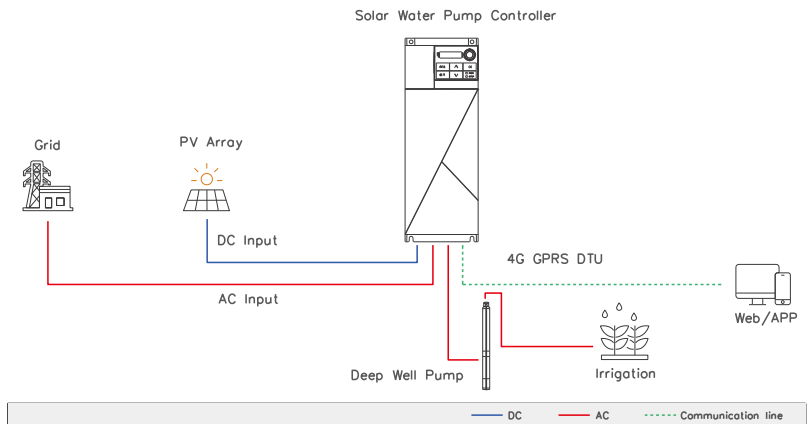 Solar Water Pump Controller
Grid
PV Array
DC Input
4G GPRS DTU
AC Input
Web/APP
Deep Well Pump
Irrigation
DC
AC
Communication line